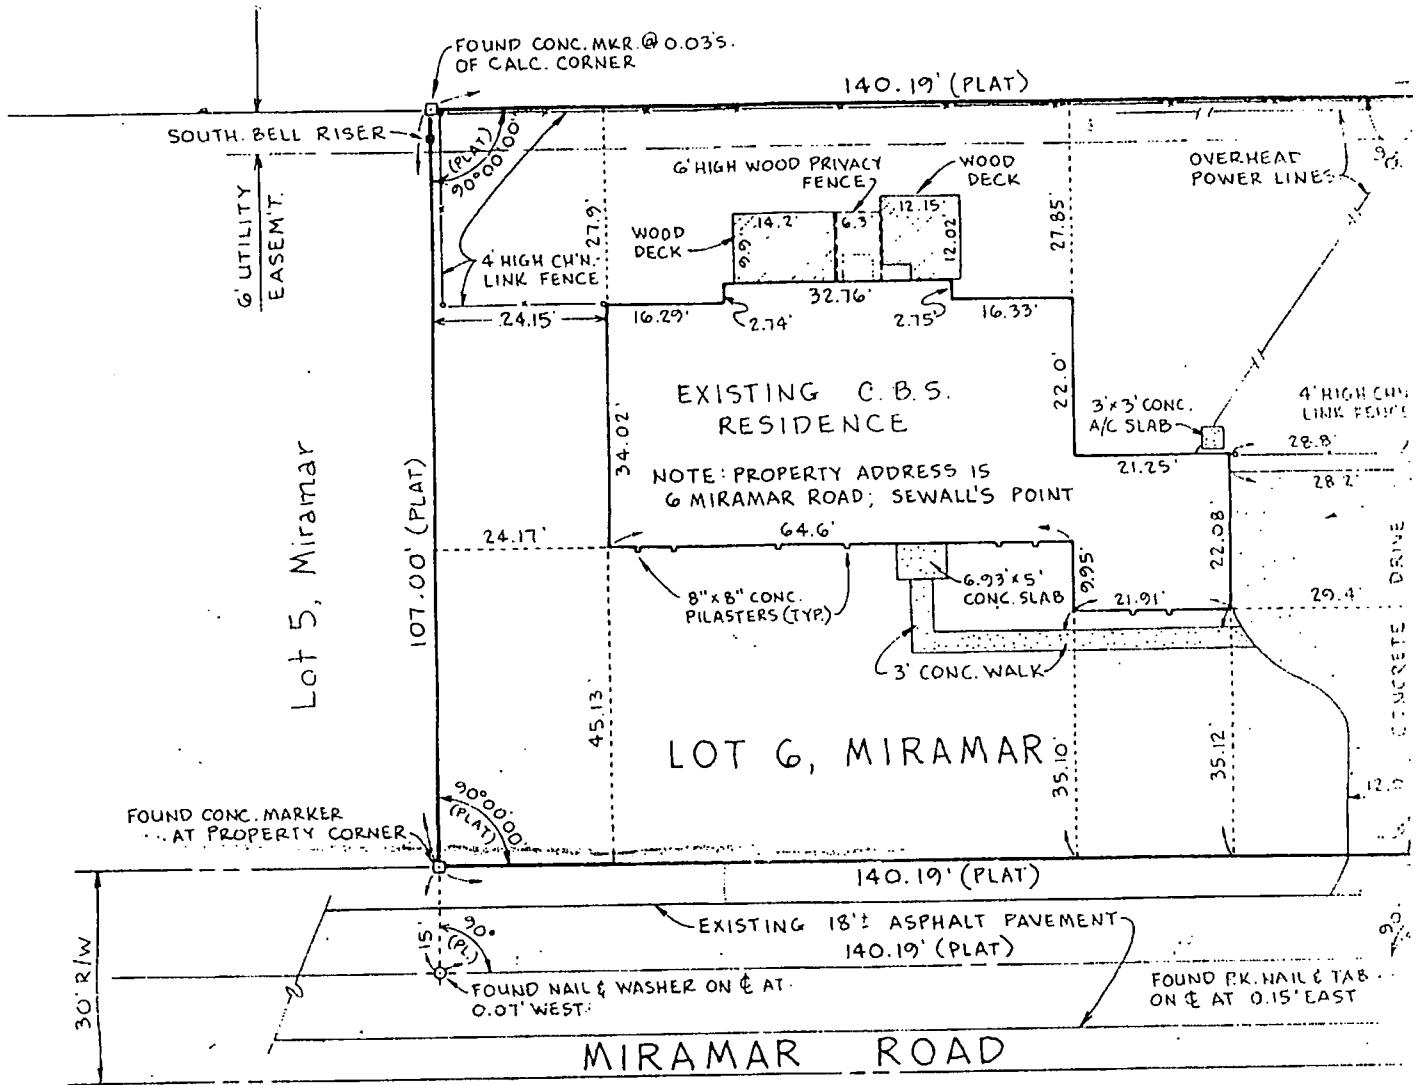 FOUND CONC. MKR. @ 0.03'S.
OF CALC. CORNER
140.19' (PLAT)
SOUTH. BELL RISER
(PLAT)
90°00'00"
6' HIGH WOOD PRIVACY
FENCE
WOOD
DECK
OVERHEAD
POWER LINES
90°
6' UTILITY
EASEM'T.
27.9'
WOOD
DECK
14.2'
6.3'
12.15'
9.9
12.02
27.85'
4' HIGH CH'N.
LINK FENCE
24.15'
16.29'
2.74'
32.76'
2.75'
16.33'
EXISTING C.B.S.
RESIDENCE
22.0'
3'x3' CONC.
A/C SLAB
4' HIGH CH'N
LINK FENCE
28.8'
21.25'
28.2'
34.02'
NOTE: PROPERTY ADDRESS IS
6 MIRAMAR ROAD; SEWALL'S POINT
Lot 5, Miramar
107.00' (PLAT)
24.17'
64.6'
22.08'
9.95'
8"x8" CONC.
PILASTERS (TYP.)
6.93'x5'
CONC. SLAB
21.91'
29.4'
CONCRETE DRIVE
3' CONC. WALK
45.13'
LOT 6, MIRAMAR
35.10'
35.12'
FOUND CONC. MARKER
AT PROPERTY CORNER
90°00'00"
(PLAT)
140.19' (PLAT)
EXISTING 18'± ASPHALT PAVEMENT
140.19' (PLAT)
30' R/W
15'
90°
(PL.)
FOUND NAIL & WASHER ON ℄ AT
0.07' WEST.
FOUND P.K. NAIL & TAB
ON ℄ AT 0.15' EAST
90°
MIRAMAR ROAD